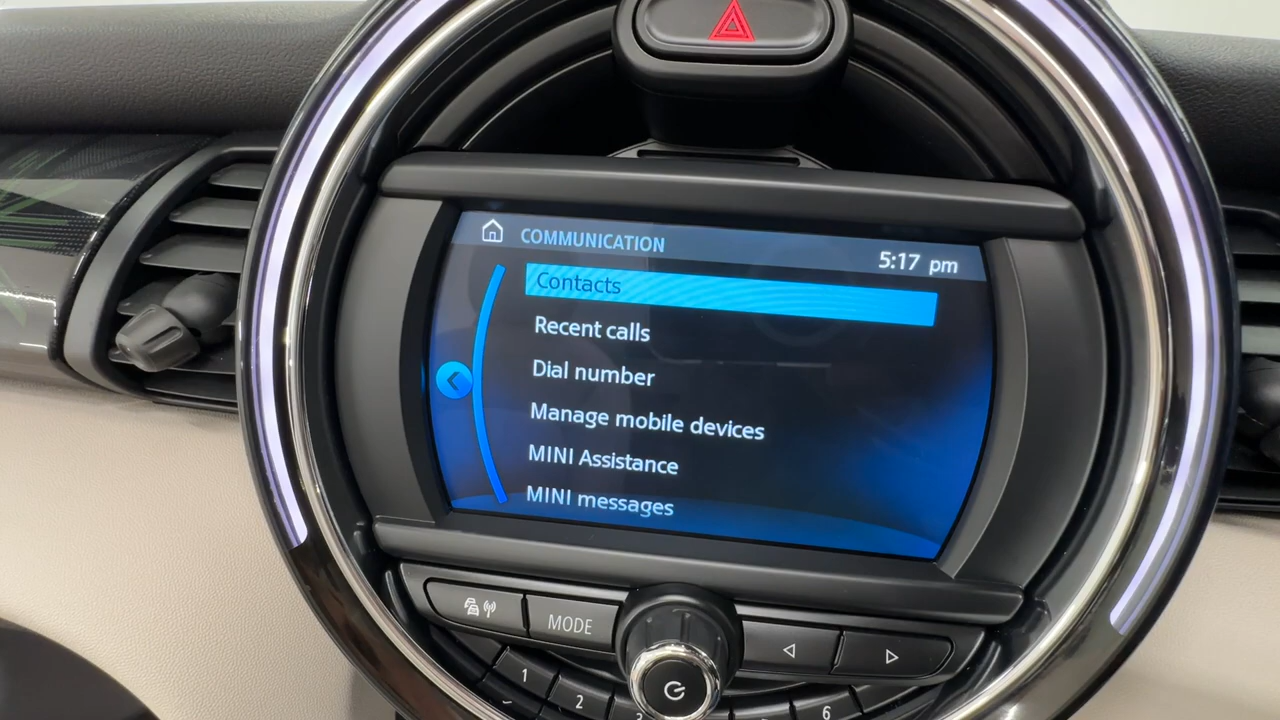 COMMUNICATION
5:17 pm
Contacts
Recent calls
Dial number
Manage mobile devices
MINI Assistance
MINI messages
MODE
1
2
3
6